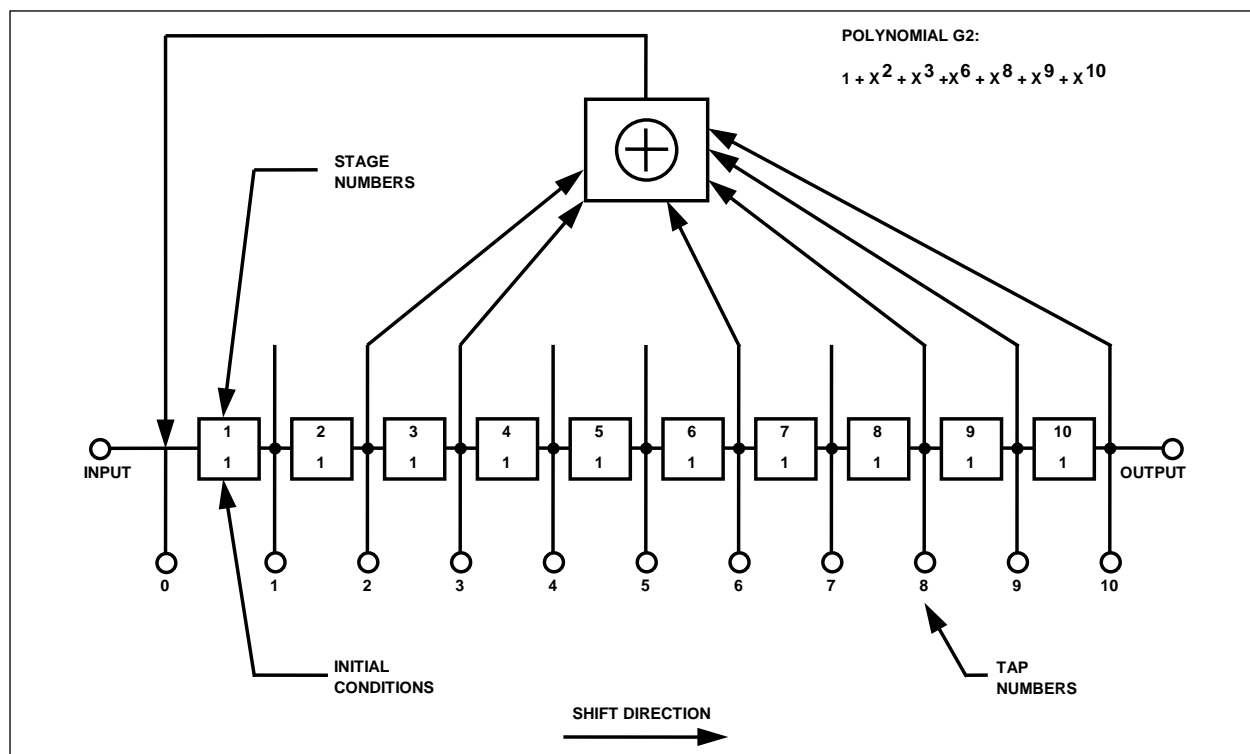 POLYNOMIAL G2:
1 + X2 + X3 +X6 + X8 + X9 + X10
STAGE
NUMBERS
1 2 3 4 5 6 7 8 9 10
1 1 1 1 1 1 1 1 1 1
INPUT
OUTPUT
0 1 2 3 4 5 6 7 8 9 10
INITIAL
CONDITIONS
TAP
NUMBERS
SHIFT DIRECTION